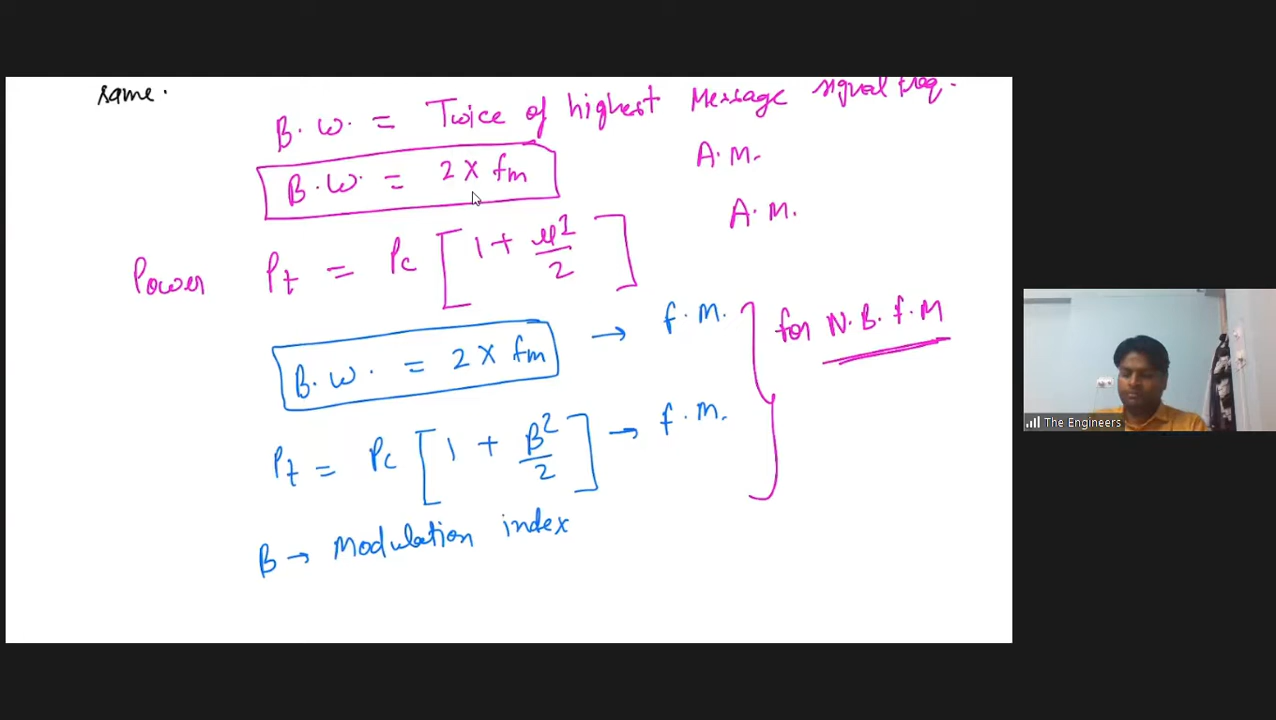 same.
B.W. = Twice of highest Message signal freq.
B.W. = 2 X fm
A.M.
A.M.
Power Pt = Pc [1 + μ²/2]
B.W. = 2 X fm → f.M.
for N.B.f.M
Pt = Pc [1 + β²/2] → f.M.
β → Modulation index
The Engineers